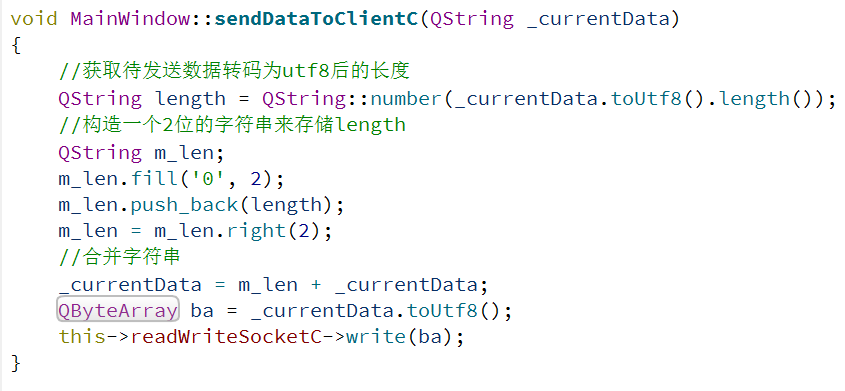 void MainWindow::sendDataToClientC(QString _currentData)
{
    //获取待发送数据转码为utf8后的长度
    QString length = QString::number(_currentData.toUtf8().length());
    //构造一个2位的字符串来存储length
    QString m_len;
    m_len.fill('0', 2);
    m_len.push_back(length);
    m_len = m_len.right(2);
    //合并字符串
    _currentData = m_len + _currentData;
    QByteArray ba = _currentData.toUtf8();
    this->readWriteSocketC->write(ba);
}